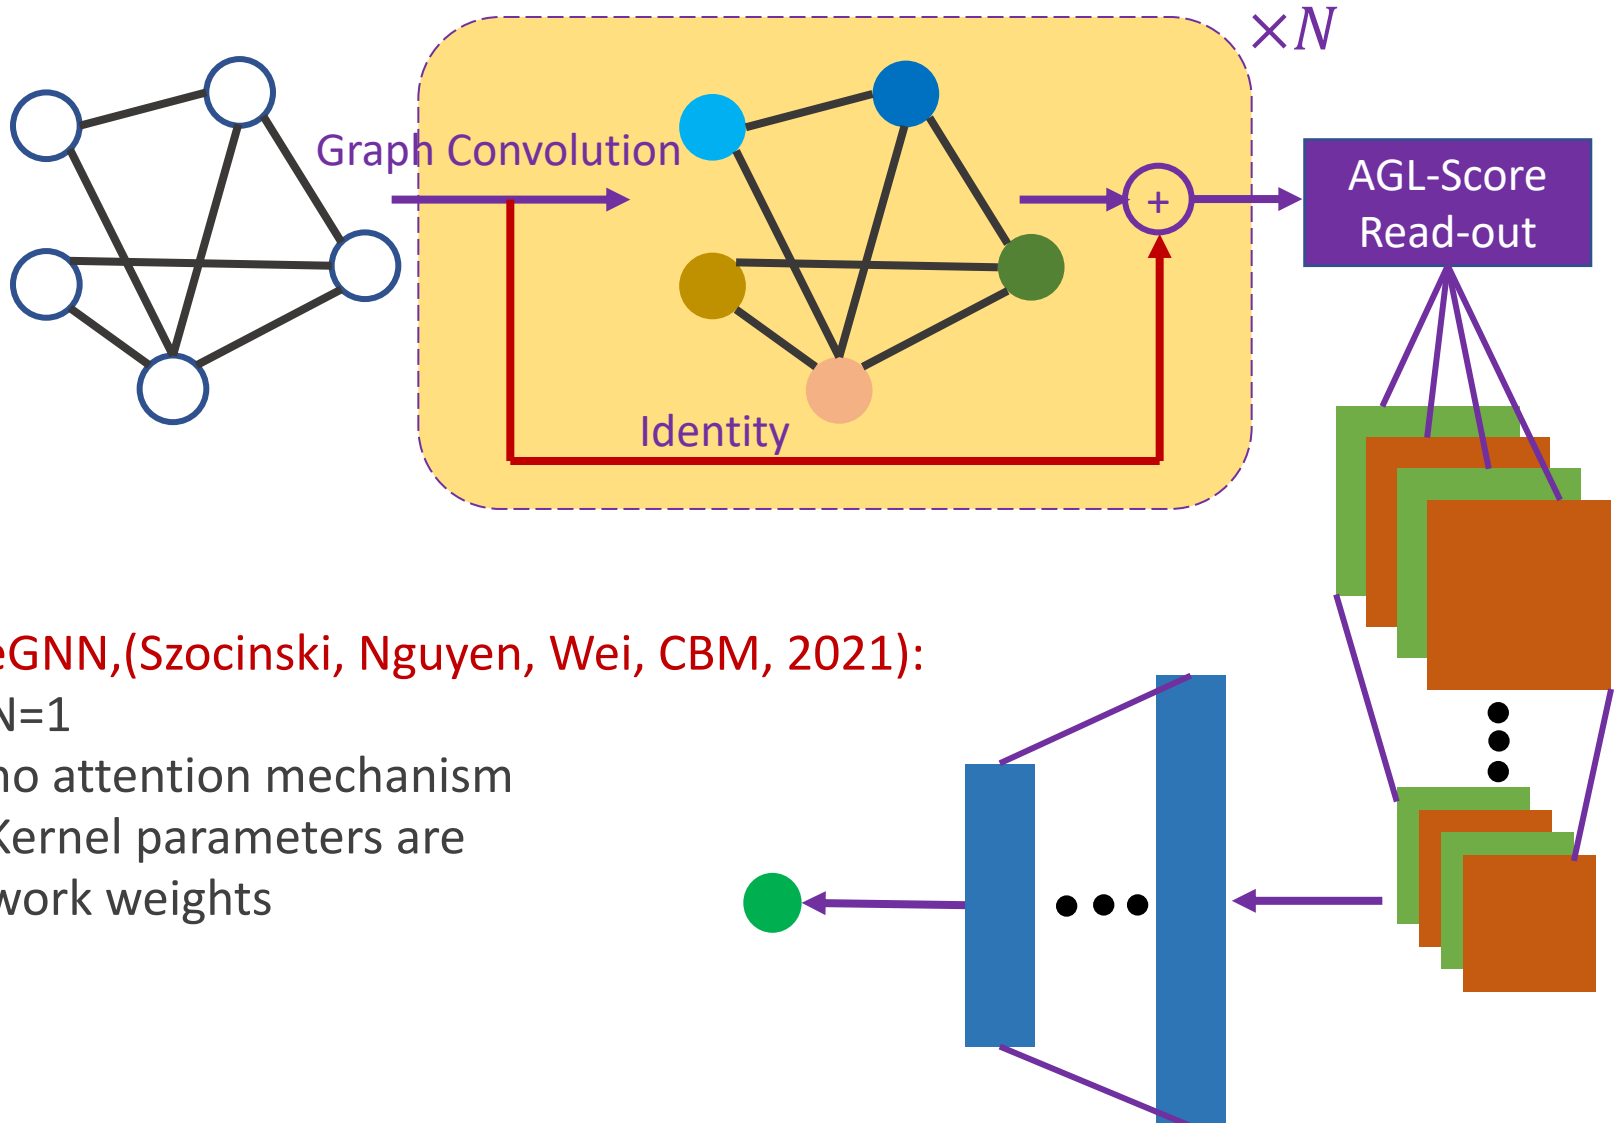 ×N
Graph Convolution
+
AGL-Score
Read-out
Identity
eGNN,(Szocinski, Nguyen, Wei, CBM, 2021):
N=1
no attention mechanism
Kernel parameters are
work weights